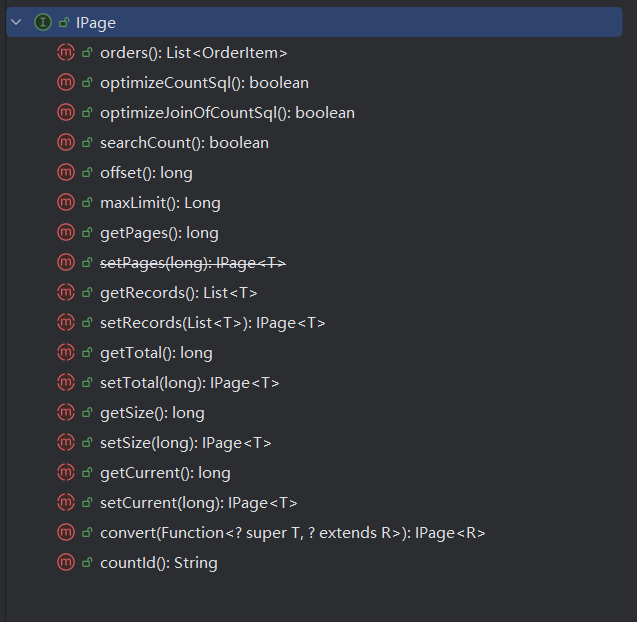 IPage
orders(): List<OrderItem>
optimizeCountSql(): boolean
optimizeJoinOfCountSql(): boolean
searchCount(): boolean
offset(): long
maxLimit(): Long
getPages(): long
setPages(long): IPage<T>
getRecords(): List<T>
setRecords(List<T>): IPage<T>
getTotal(): long
setTotal(long): IPage<T>
getSize(): long
setSize(long): IPage<T>
getCurrent(): long
setCurrent(long): IPage<T>
convert(Function<? super T, ? extends R>): IPage<R>
countId(): String